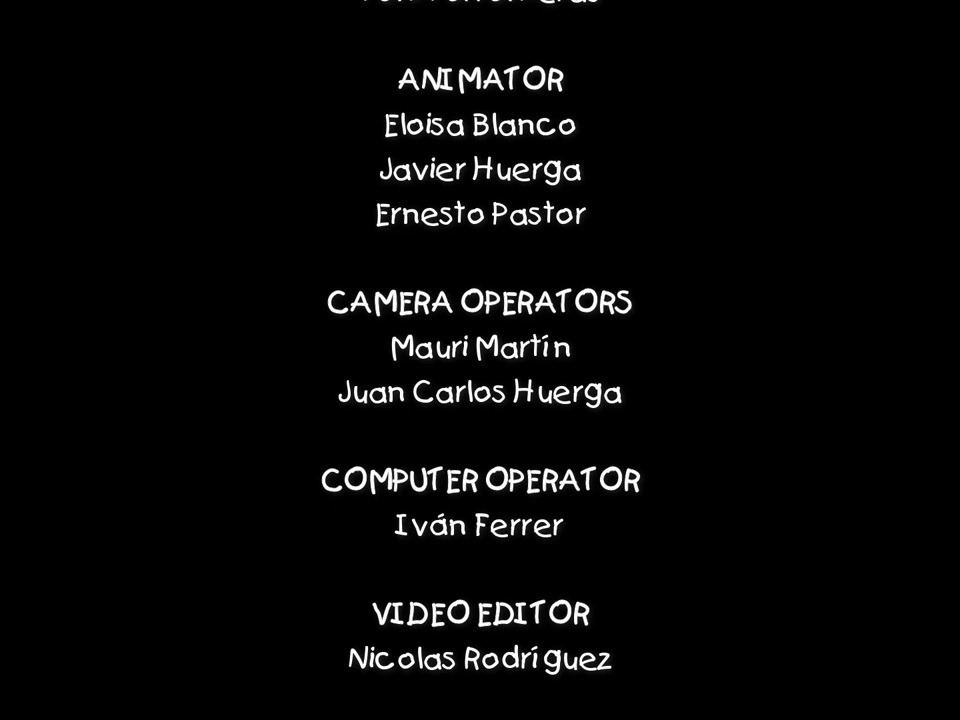 ANIMATOR
Eloisa Blanco
Javier Huerga
Ernesto Pastor
CAMERA OPERATORS
Mauri Martín
Juan Carlos Huerga
COMPUTER OPERATOR
Iván Ferrer
VIDEO EDITOR
Nicolas Rodríguez